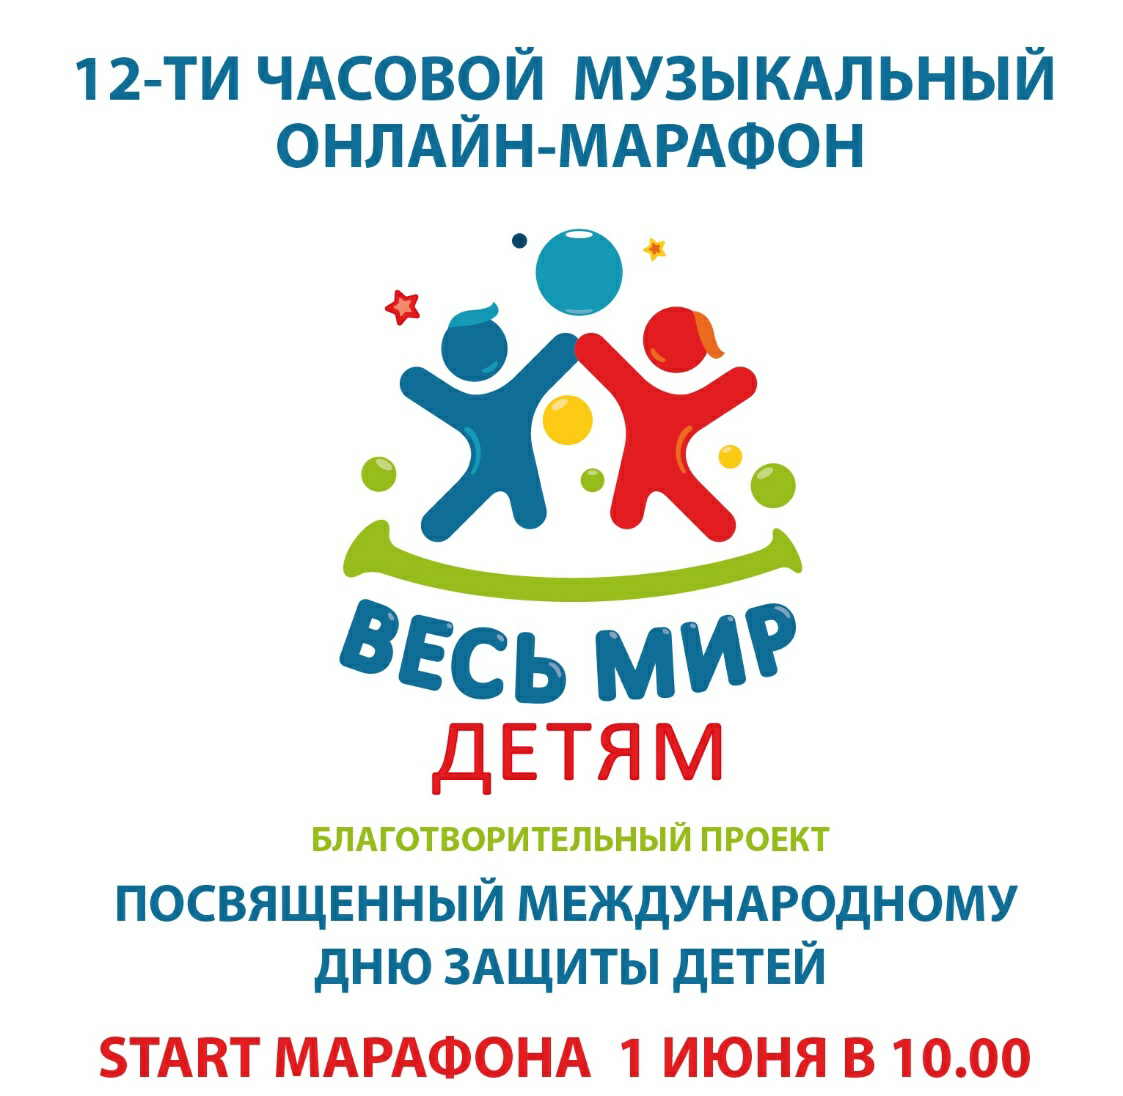 12-ТИ ЧАСОВОЙ МУЗЫКАЛЬНЫЙ
ОНЛАЙН-МАРАФОН
ВЕСЬ МИР
ДЕТЯМ
БЛАГОТВОРИТЕЛЬНЫЙ ПРОЕКТ
ПОСВЯЩЕННЫЙ МЕЖДУНАРОДНОМУ
ДНЮ ЗАЩИТЫ ДЕТЕЙ
START МАРАФОНА 1 ИЮНЯ В 10.00